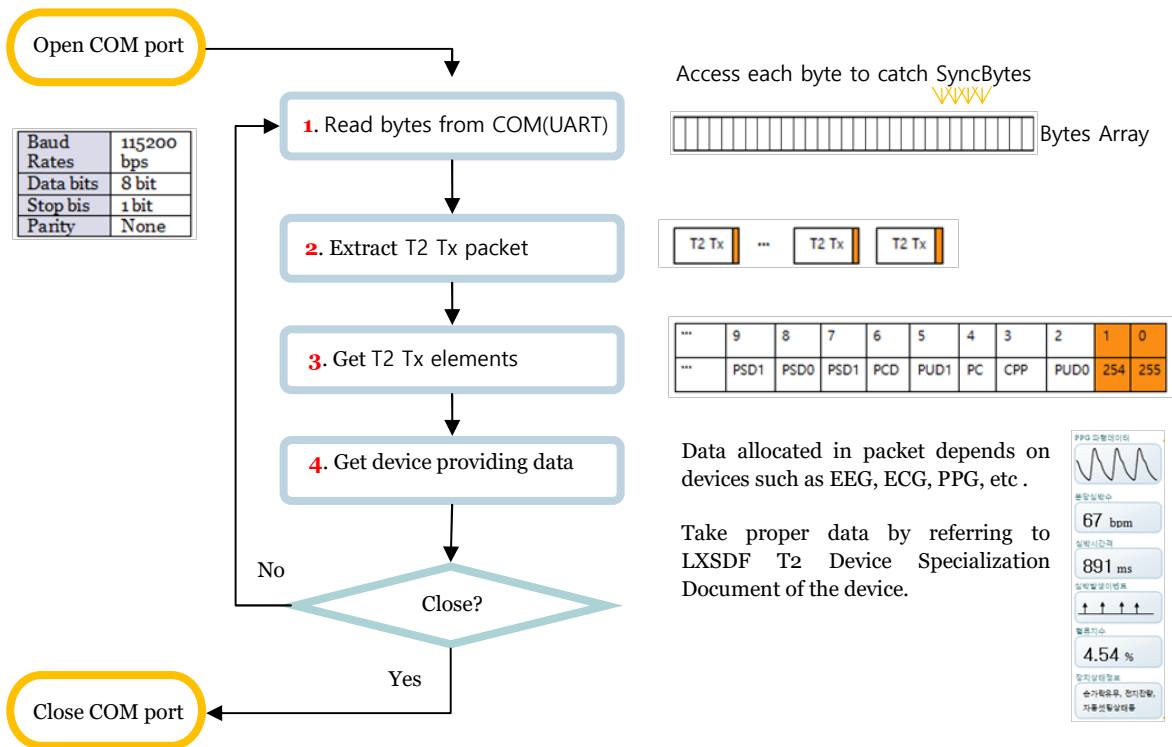 Open COM port
Baud Rates 115200 bps
Data bits 8 bit
Stop bis 1 bit
Parity None
1. Read bytes from COM(UART)
Access each byte to catch SyncBytes
Bytes Array
2. Extract T2 Tx packet
T2 Tx ... T2 Tx T2 Tx
3. Get T2 Tx elements
... 9 8 7 6 5 4 3 2 1 0
... PSD1 PSD0 PSD1 PCD PUD1 PC CPP PUD0 254 255
4. Get device providing data
Data allocated in packet depends on
devices such as EEG, ECG, PPG, etc .
Take proper data by referring to
LXSDF T2 Device Specialization
Document of the device.
PPG 파형데이터
분당심박수
67 bpm
심박시간격
891 ms
심박발생이벤트
혈류지수
4.54 %
장치상태정보
손가락유무, 전지잔량,
자동셋팅상태등
Close?
No
Yes
Close COM port